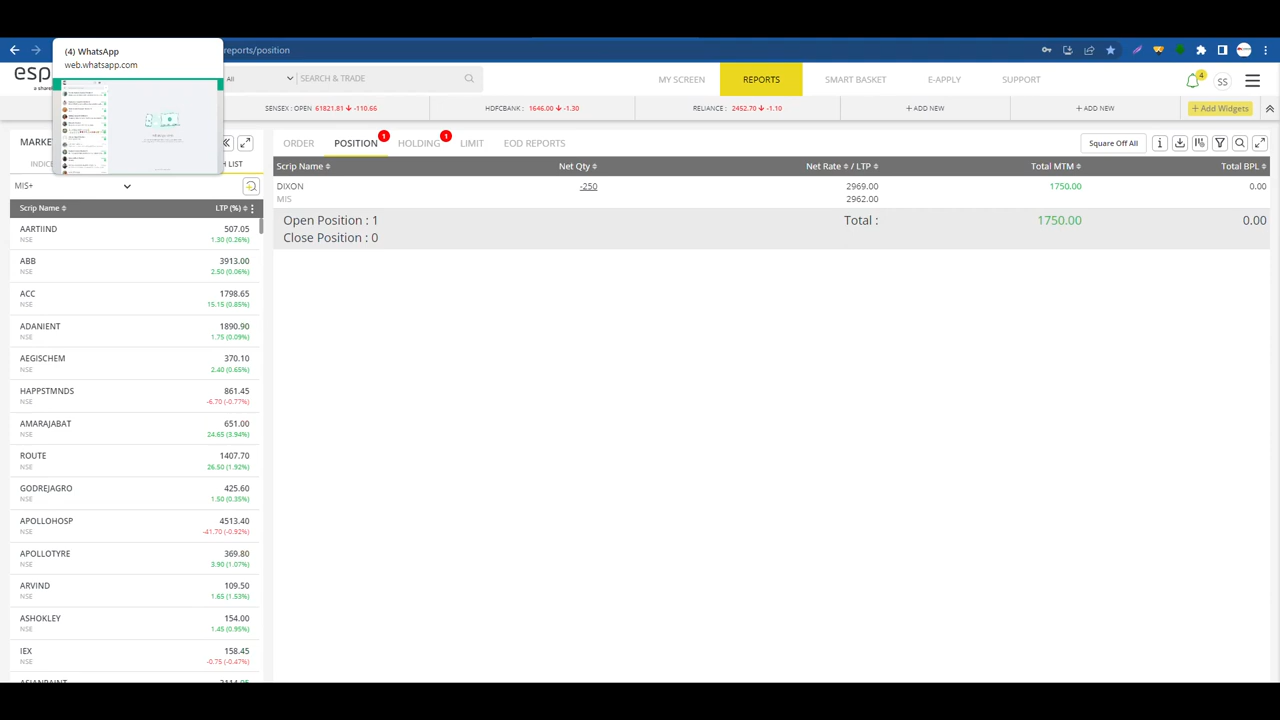 (4) WhatsApp
web.whatsapp.com
reports/position
esp
a share
All
SEARCH & TRADE
MY SCREEN
REPORTS
SMART BASKET
E-APPLY
SUPPORT
4
SS
SENSEX : OPEN 61821.81 -110.66
HDFCBANK : 1646.00 -1.30
RELIANCE : 2452.70 -1.10
+ ADD NEW
+ ADD NEW
+ Add Widgets
MARK
INDIC
H LIST
MIS+
Scrip Name
LTP (%)
AARTIIND 507.05
NSE 1.30 (0.26%)
ABB 3913.00
NSE 2.50 (0.06%)
ACC 1798.65
NSE 15.15 (0.85%)
ADANIENT 1890.90
NSE 1.75 (0.09%)
AEGISCHEM 370.10
NSE 2.40 (0.65%)
HAPPSTMNDS 861.45
NSE -6.70 (-0.77%)
AMARAJABAT 651.00
NSE 24.65 (3.94%)
ROUTE 1407.70
NSE 26.50 (1.92%)
GODREJAGRO 425.60
NSE 1.50 (0.35%)
APOLLOHOSP 4513.40
NSE -41.70 (-0.92%)
APOLLOTYRE 369.80
NSE 3.90 (1.07%)
ARVIND 109.50
NSE 1.65 (1.53%)
ASHOKLEY 154.00
NSE 1.45 (0.95%)
IEX 158.45
NSE -0.75 (-0.47%)
ORDER
POSITION 1
HOLDING 1
LIMIT
EOD REPORTS
Square Off All
Scrip Name
Net Qty
Net Rate / LTP
Total MTM
Total BPL
DIXON -250 2969.00 1750.00 0.00
MIS 2962.00
Open Position : 1 Total : 1750.00 0.00
Close Position : 0